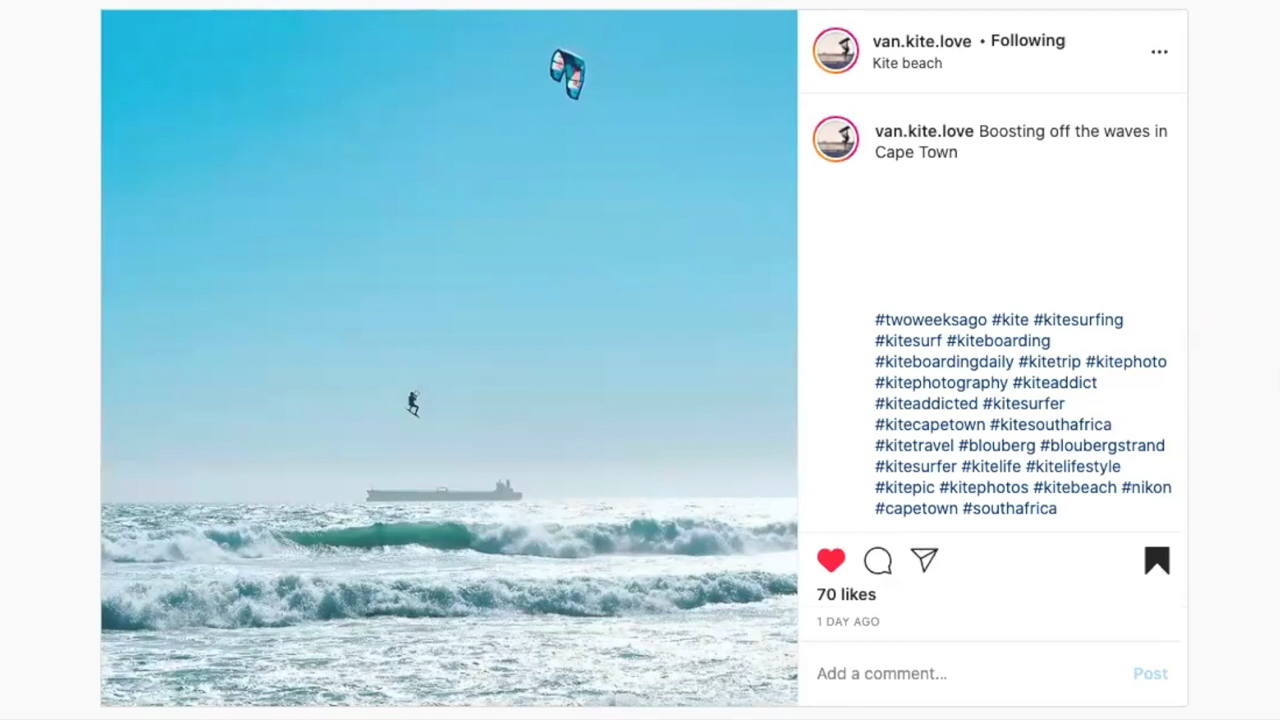 van.kite.love • Following
Kite beach
van.kite.love Boosting off the waves in
Cape Town
#twoweeksago #kite #kitesurfing
#kitesurf #kiteboarding
#kiteboardingdaily #kitetrip #kitephoto
#kitephotography #kiteaddict
#kiteaddicted #kitesurfer
#kitecapetown #kitesouthafrica
#kitetravel #blouberg #bloubergstrand
#kitesurfer #kitelife #kitelifestyle
#kitepic #kitephotos #kitebeach #nikon
#capetown #southafrica
70 likes
1 DAY AGO
Add a comment... Post